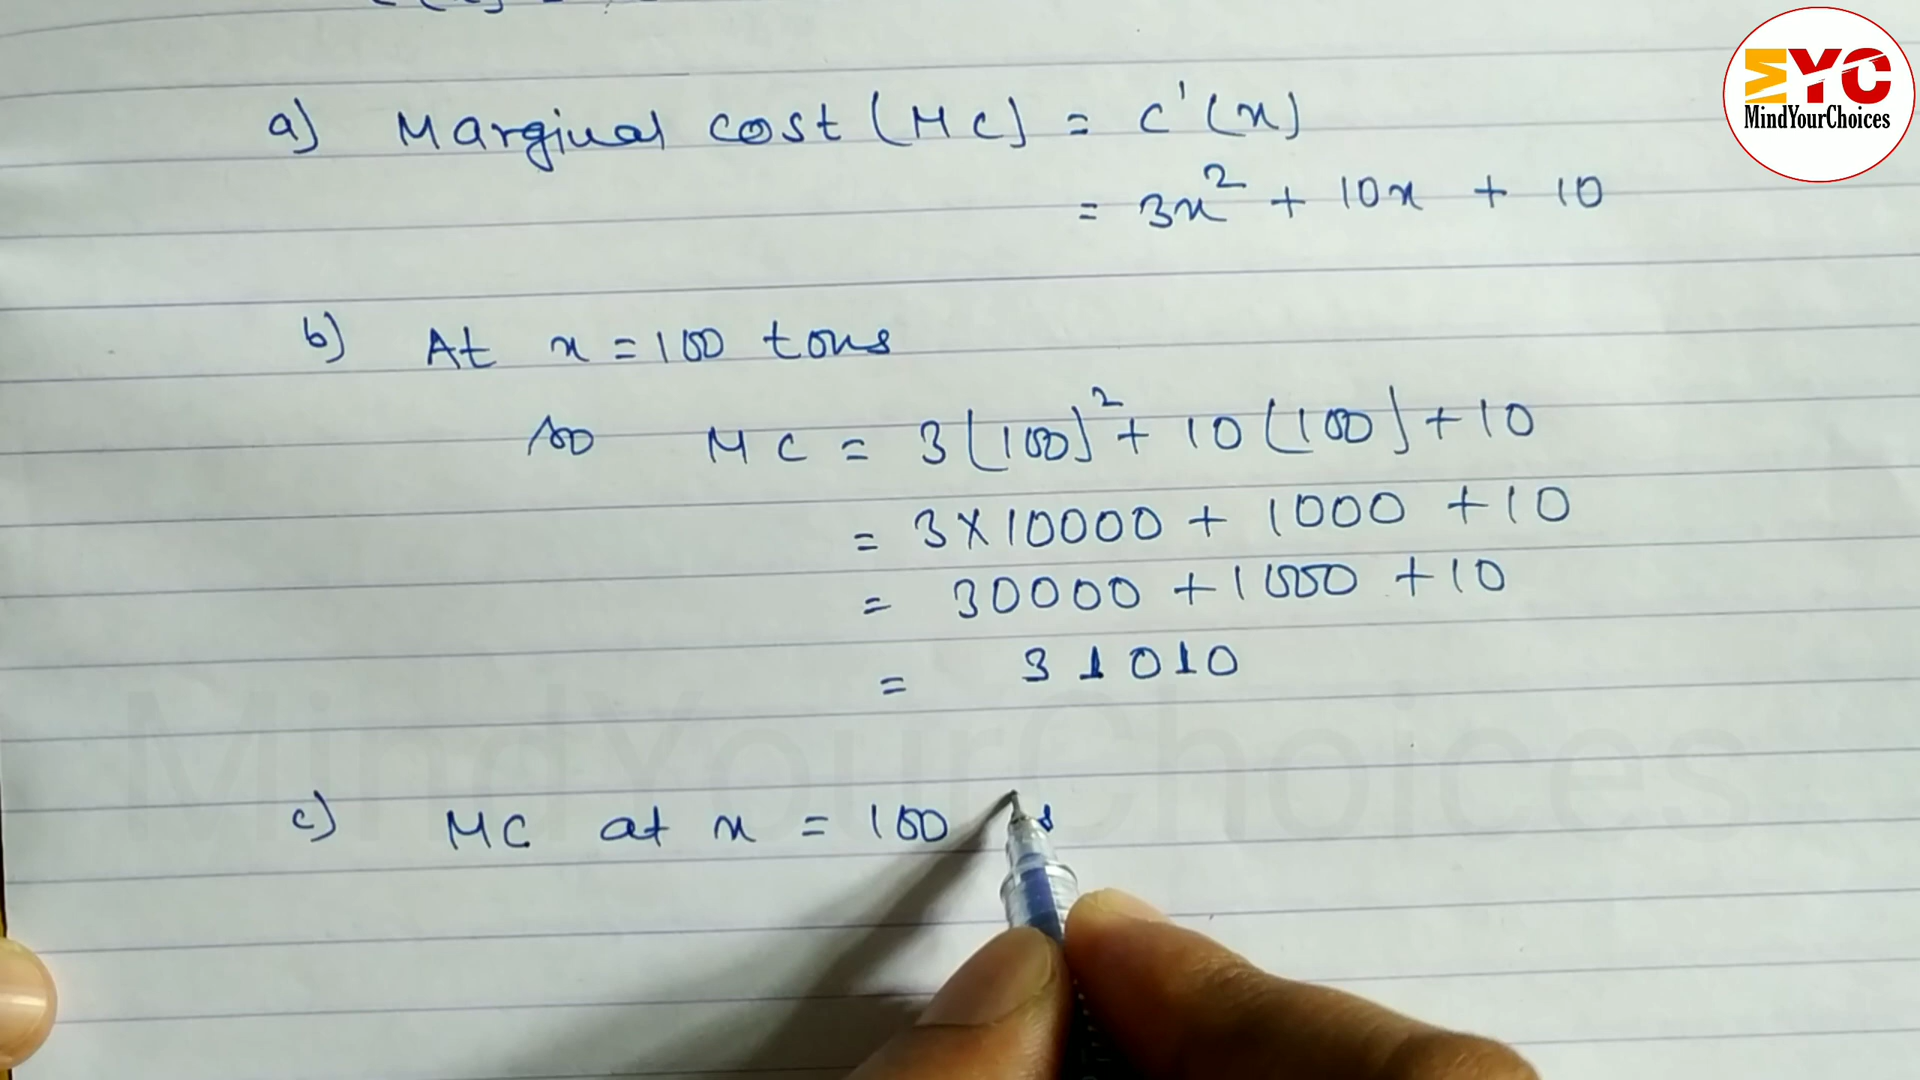 MYC
MindYourChoices
a) Marginal cost (MC) = C'(x)
= 3x² + 10x + 10
b) At x = 100 tons
so MC = 3(100)² + 10(100) + 10
= 3×10000 + 1000 + 10
= 30000 + 1000 + 10
= 31010
MindYourChoices
c) MC at x = 100